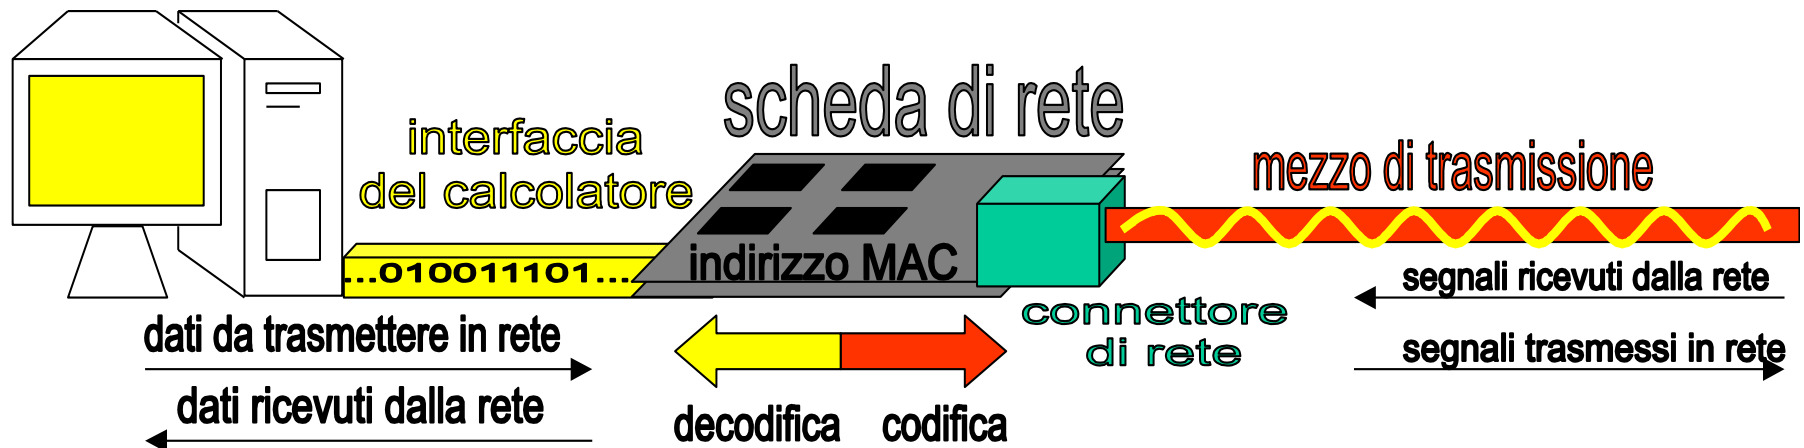 scheda di rete
interfaccia
del calcolatore
mezzo di trasmissione
...010011101...
indirizzo MAC
segnali ricevuti dalla rete
connettore
di rete
dati da trasmettere in rete
segnali trasmessi in rete
dati ricevuti dalla rete
decodifica
codifica